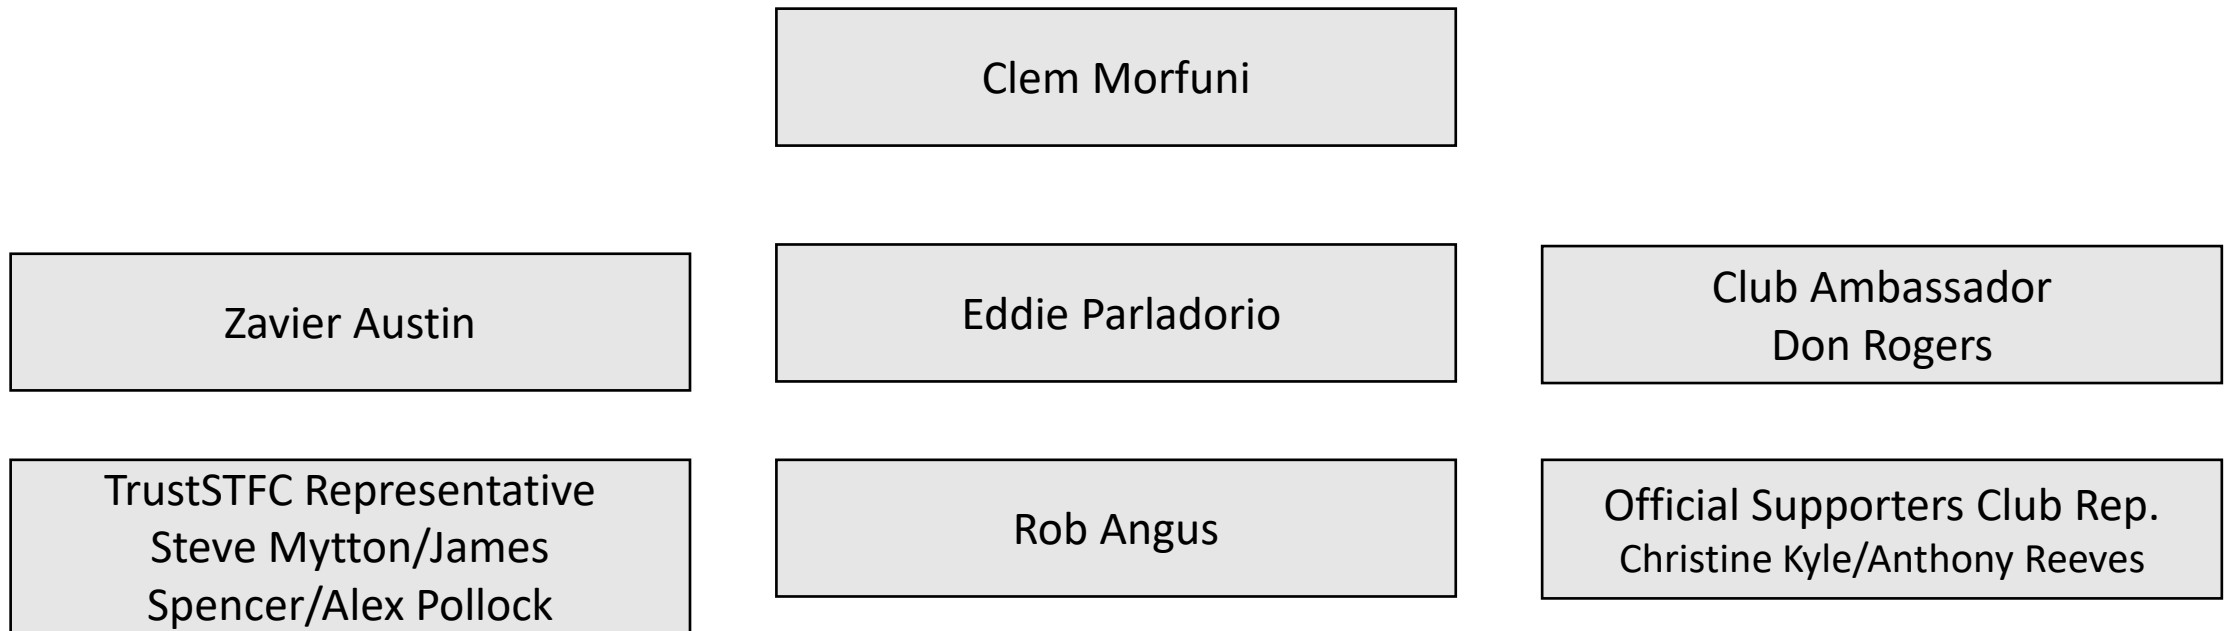 Clem Morfuni
Zavier Austin
Eddie Parladorio
Club Ambassador
Don Rogers
TrustSTFC Representative
Steve Mytton/James
Spencer/Alex Pollock
Rob Angus
Official Supporters Club Rep.
Christine Kyle/Anthony Reeves